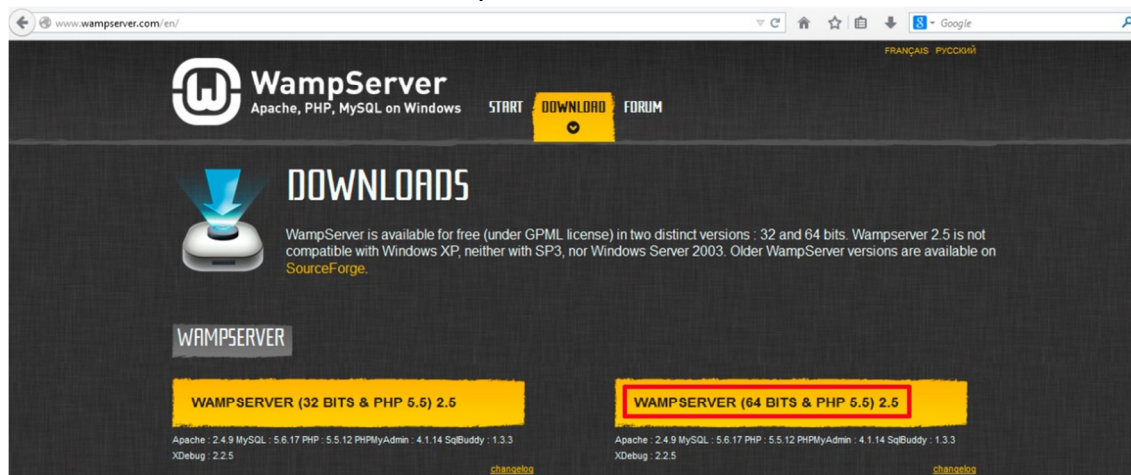 www.wampserver.com/en/
Google
FRANÇAIS РУССКИЙ
WampServer
Apache, PHP, MySQL on Windows
START DOWNLOAD FORUM
DOWNLOADS
WampServer is available for free (under GPML license) in two distinct versions : 32 and 64 bits. Wampserver 2.5 is not
compatible with Windows XP, neither with SP3, nor Windows Server 2003. Older WampServer versions are available on
SourceForge.
WAMPSERVER
WAMPSERVER (32 BITS & PHP 5.5) 2.5
Apache : 2.4.9 MySQL : 5.6.17 PHP : 5.5.12 PHPMyAdmin : 4.1.14 SqlBuddy : 1.3.3
XDebug : 2.2.5
changelog
WAMPSERVER (64 BITS & PHP 5.5) 2.5
Apache : 2.4.9 MySQL : 5.6.17 PHP : 5.5.12 PHPMyAdmin : 4.1.14 SqlBuddy : 1.3.3
XDebug : 2.2.5
changelog